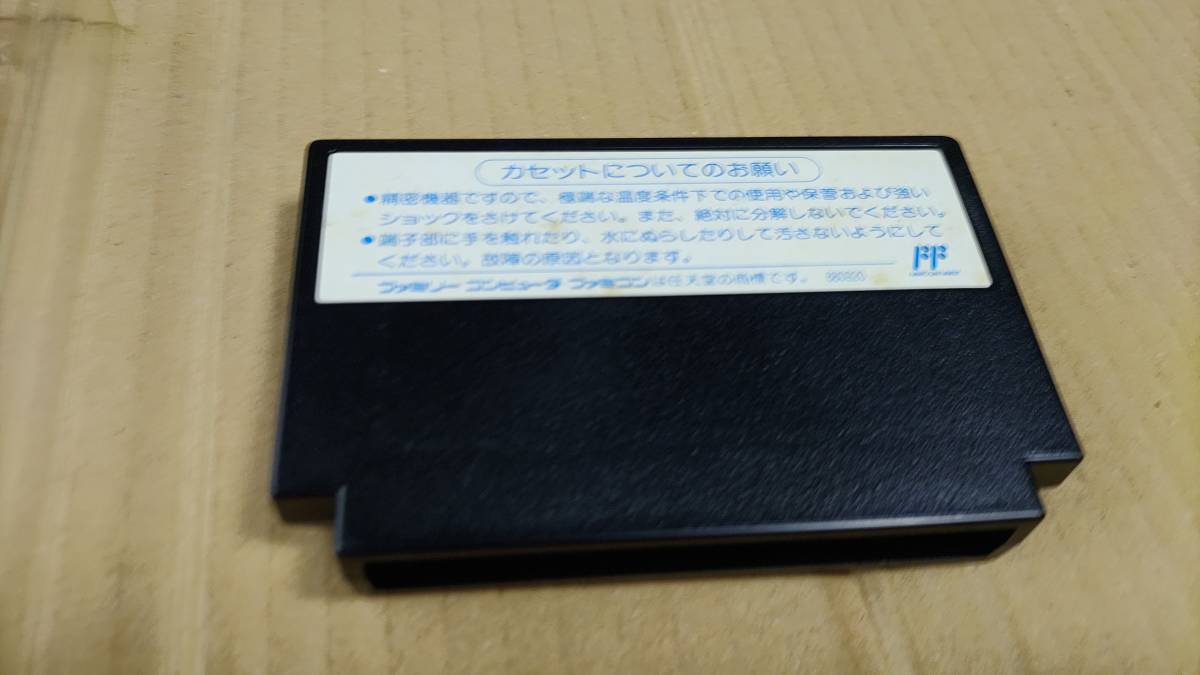 カセットについてのお願い
●精密機器ですので、極端な温度条件下での使用や保管および強い
ショックをさけてください。また、絶対に分解しないでください。
●端子部に手を触れたり、水にぬらしたりして汚さないようにして
ください。故障の原因となります。
ファミリー コンピュータ ファミコンは任天堂の商標です。